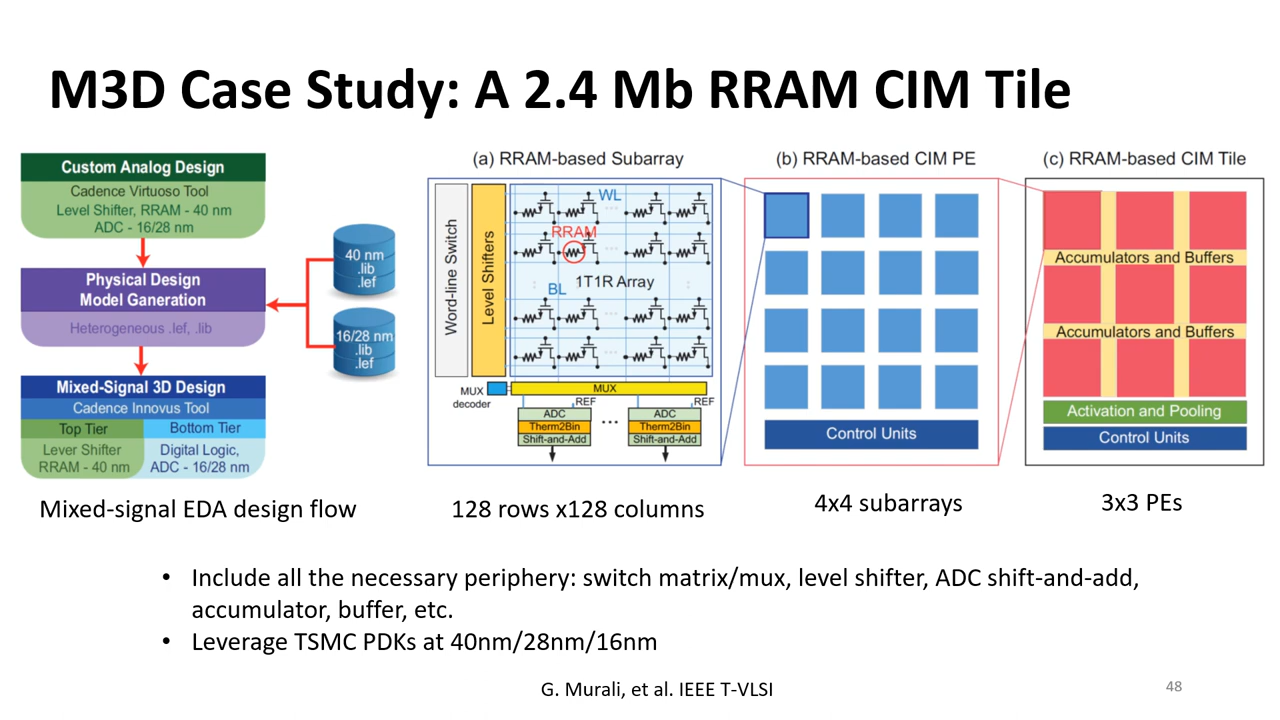 M3D Case Study: A 2.4 Mb RRAM CIM Tile
Custom Analog Design
Cadence Virtuoso Tool
Level Shifter, RRAM - 40 nm
ADC - 16/28 nm
Physical Design
Model Ganeration
Heterogeneous .lef, .lib
40 nm
.lib
.lef
16/28 nm
.lib
.lef
Mixed-Signal 3D Design
Cadence Innovus Tool
Top Tier
Bottom Tier
Lever Shifter
RRAM - 40 nm
Digital Logic,
ADC - 16/28 nm
Mixed-signal EDA design flow
(a) RRAM-based Subarray
Word-line Switch
Level Shifters
WL
RRAM
1T1R Array
BL
MUX
decoder
MUX
REF
REF
ADC
Therm2Bin
Shift-and-Add
...
ADC
Therm2Bin
Shift-and-Add
128 rows x128 columns
(b) RRAM-based CIM PE
Control Units
4x4 subarrays
(c) RRAM-based CIM Tile
Accumulators and Buffers
Accumulators and Buffers
Activation and Pooling
Control Units
3x3 PEs
• Include all the necessary periphery: switch matrix/mux, level shifter, ADC shift-and-add,
accumulator, buffer, etc.
• Leverage TSMC PDKs at 40nm/28nm/16nm
G. Murali, et al. IEEE T-VLSI
48